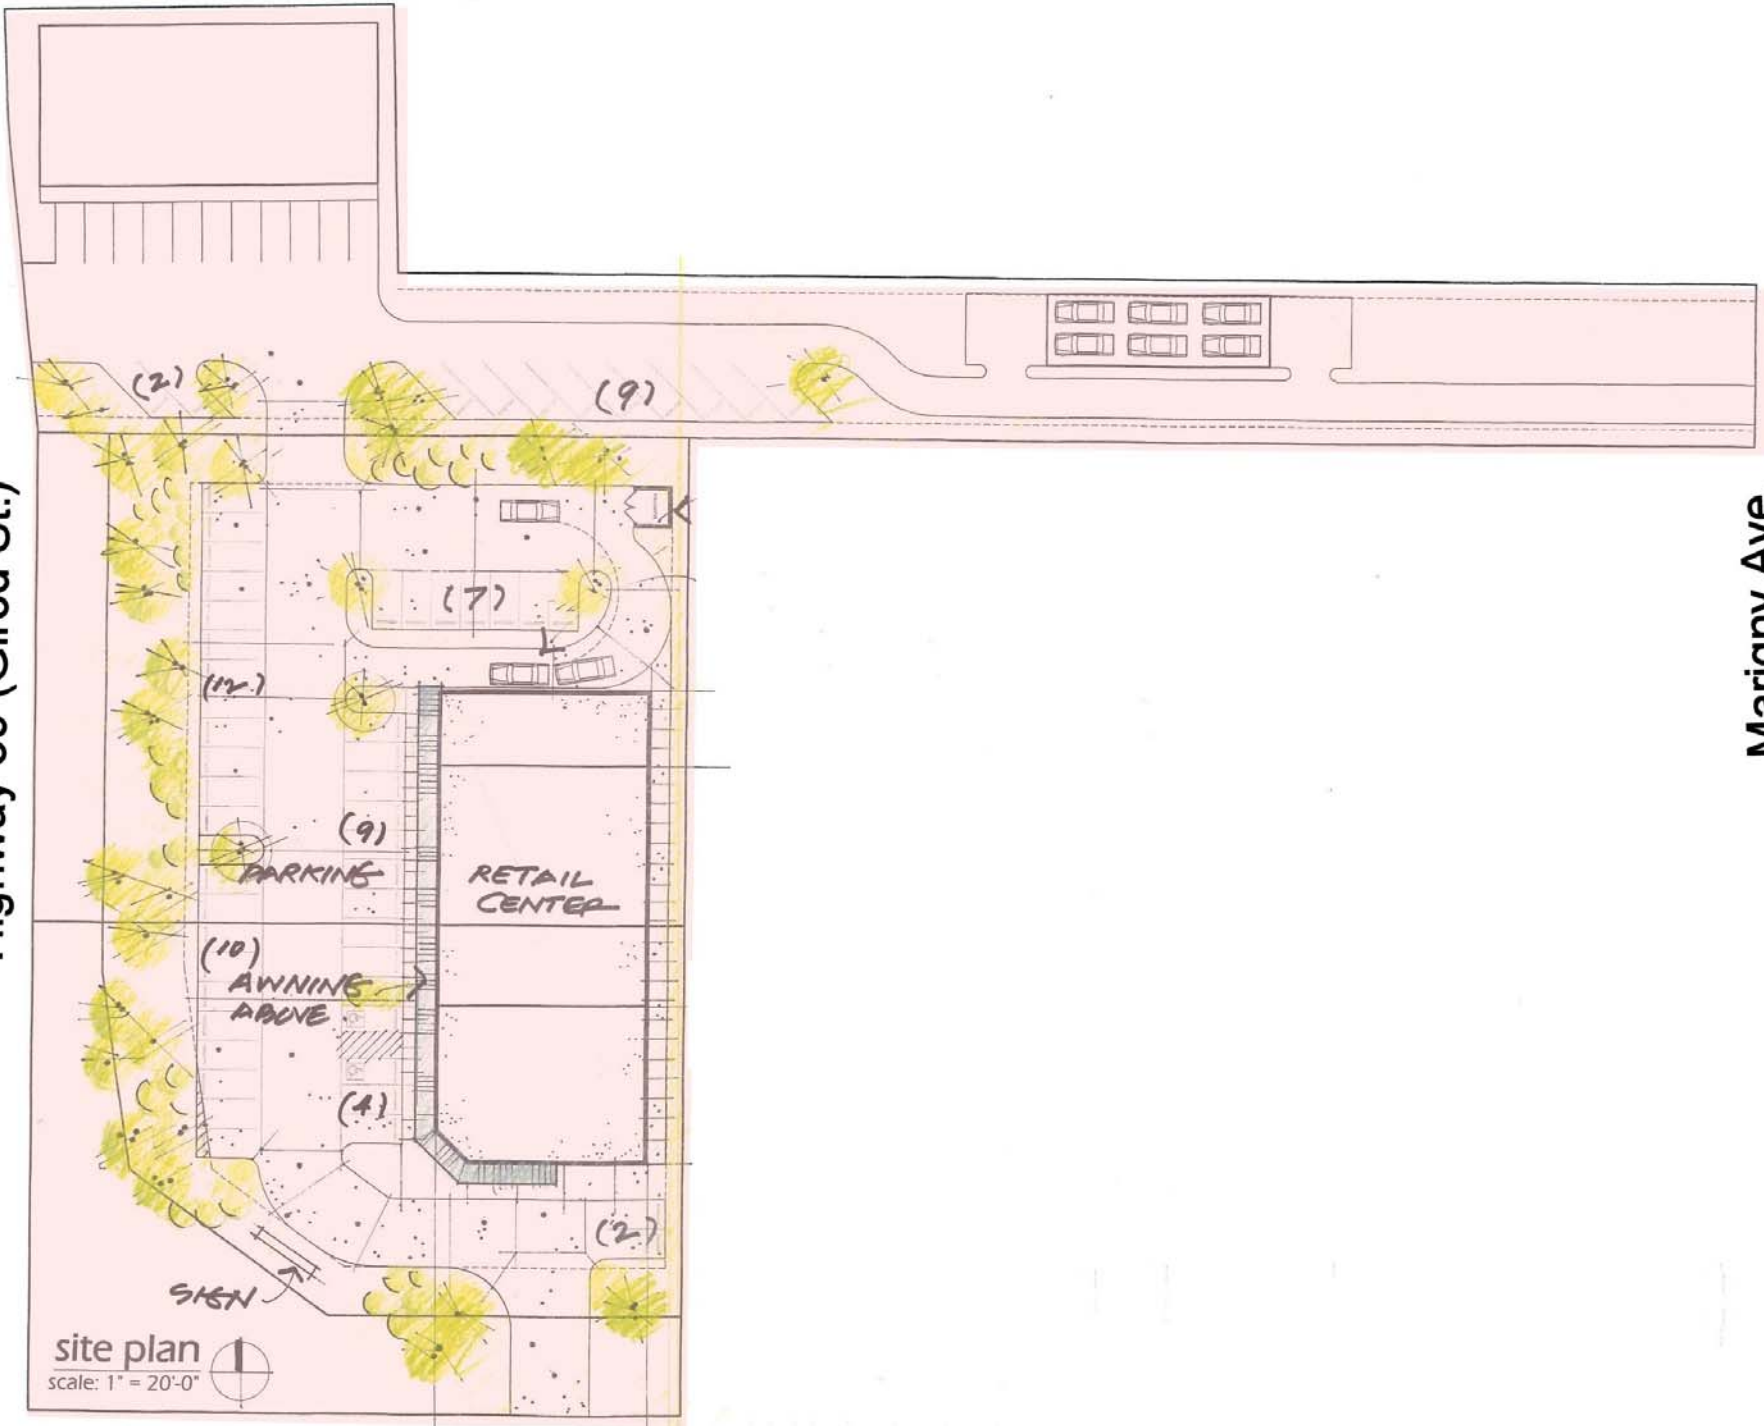 (2)
(9)
(7)
(12)
(9)
PARKING
RETAIL
CENTER
(10)
AWNING
ABOVE
(4)
(2)
SIGN
site plan
scale: 1" = 20'-0"
Marigny Ave